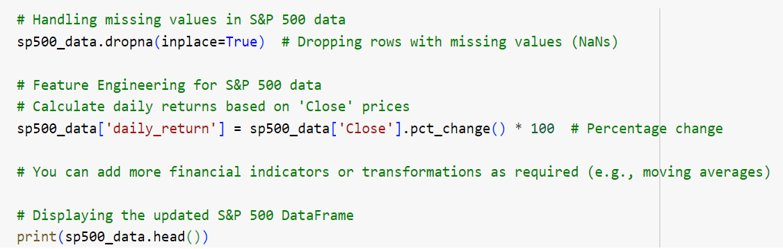 # Handling missing values in S&P 500 data
sp500_data.dropna(inplace=True)  # Dropping rows with missing values (NaNs)
# Feature Engineering for S&P 500 data
# Calculate daily returns based on 'Close' prices
sp500_data['daily_return'] = sp500_data['Close'].pct_change() * 100  # Percentage change
# You can add more financial indicators or transformations as required (e.g., moving averages)
# Displaying the updated S&P 500 DataFrame
print(sp500_data.head())